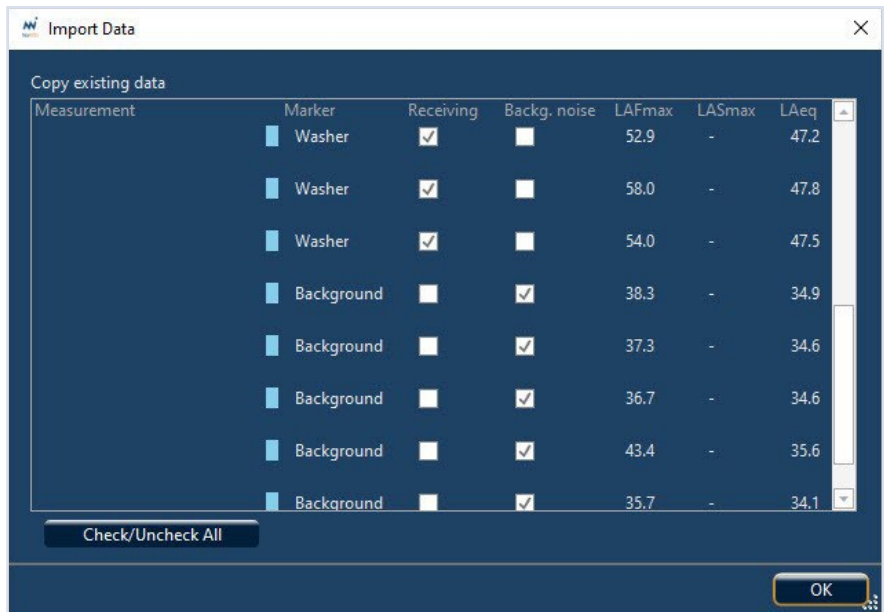 Import Data
Copy existing data
Measurement Marker Receiving Backg. noise LAFmax LASmax LAeq
Washer 52.9 - 47.2
Washer 58.0 - 47.8
Washer 54.0 - 47.5
Background 38.3 - 34.9
Background 37.3 - 34.6
Background 36.7 - 34.6
Background 43.4 - 35.6
Background 35.7 - 34.1
Check/Uncheck All
OK